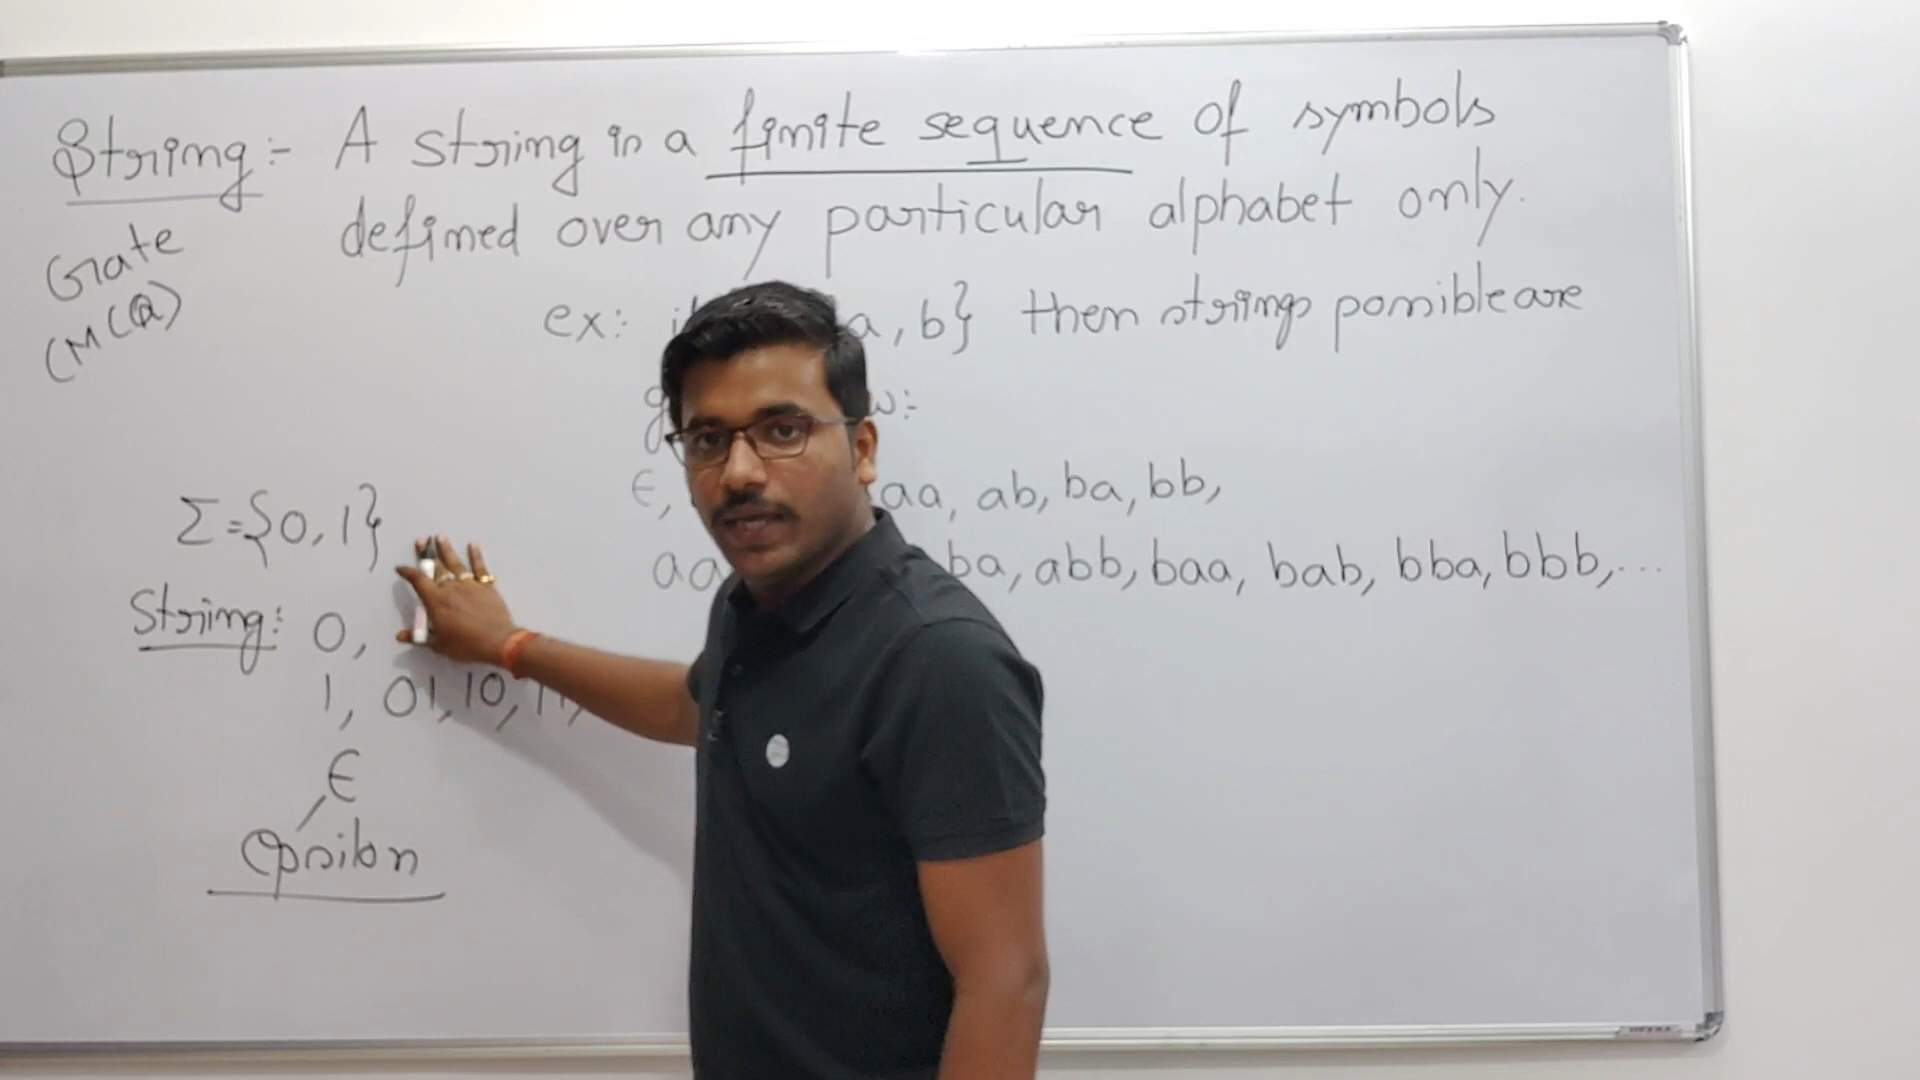 String:- A string is a finite sequence of symbols
defined over any particular alphabet only.
Gate
(MCQ)
ex: a, b} then strings possible are
w:-
ϵ, aa, ab, ba, bb,
aa ba, abb, baa, bab, bba, bbb,...
Σ={0,1}
String: 0,
1, 01, 10, 11,
ϵ
Epsilon